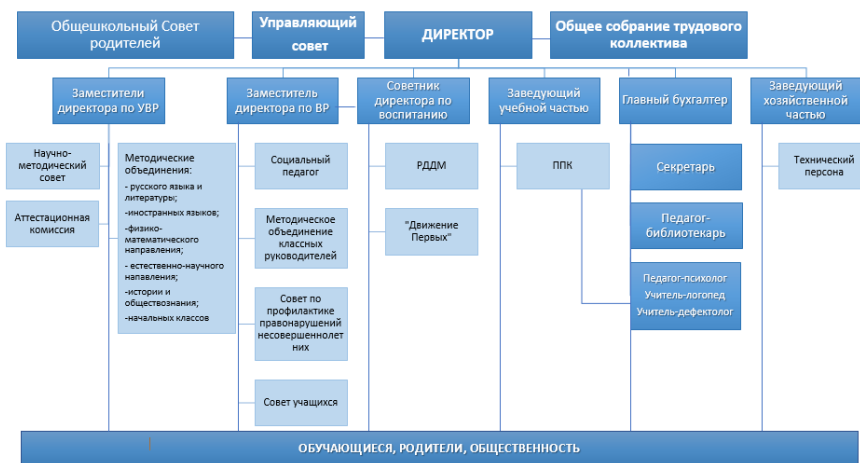 Общешкольный Совет
родителей
Управляющий
совет
ДИРЕКТОР
Общее собрание трудового
коллектива
Заместители
директора по УВР
Заместитель
директора по ВР
Советник
директора по
воспитанию
Заведующий
учебной частью
Главный бухгалтер
Заведующий
хозяйственной
частью
Научно-
методический
совет
Аттестационная
комиссия
Методические
объединения:
- русского языка и
литературы;
-иностранных языков;
-физико-
математического
направления;
- естественно-научного
напавления;
-истории и
обществознания;
-начальных классов
Социальный
педагог
Методическое
объединение
классных
руководителей
Совет по
профилактике
правонарушений
несовершеннолет
них
Совет учащихся
РДДМ
"Движение
Первых"
ППК
Секретарь
Педагог-
библиотекарь
Педагог-психолог
Учитель-логопед
Учитель-дефектолог
Технический
персона
ОБУЧАЮЩИЕСЯ, РОДИТЕЛИ, ОБЩЕСТВЕННОСТЬ